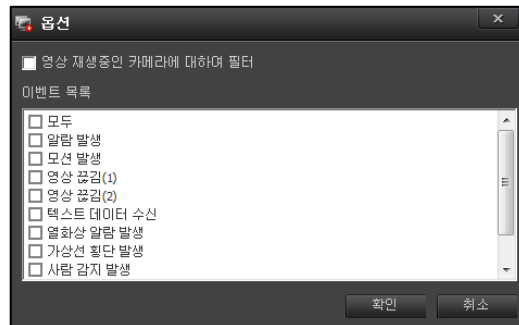 옵션
영상 재생중인 카메라에 대하여 필터
이벤트 목록
모두
알람 발생
모션 발생
영상 끊김(1)
영상 끊김(2)
텍스트 데이터 수신
열화상 알람 발생
가상선 횡단 발생
사람 감지 발생
확인 취소